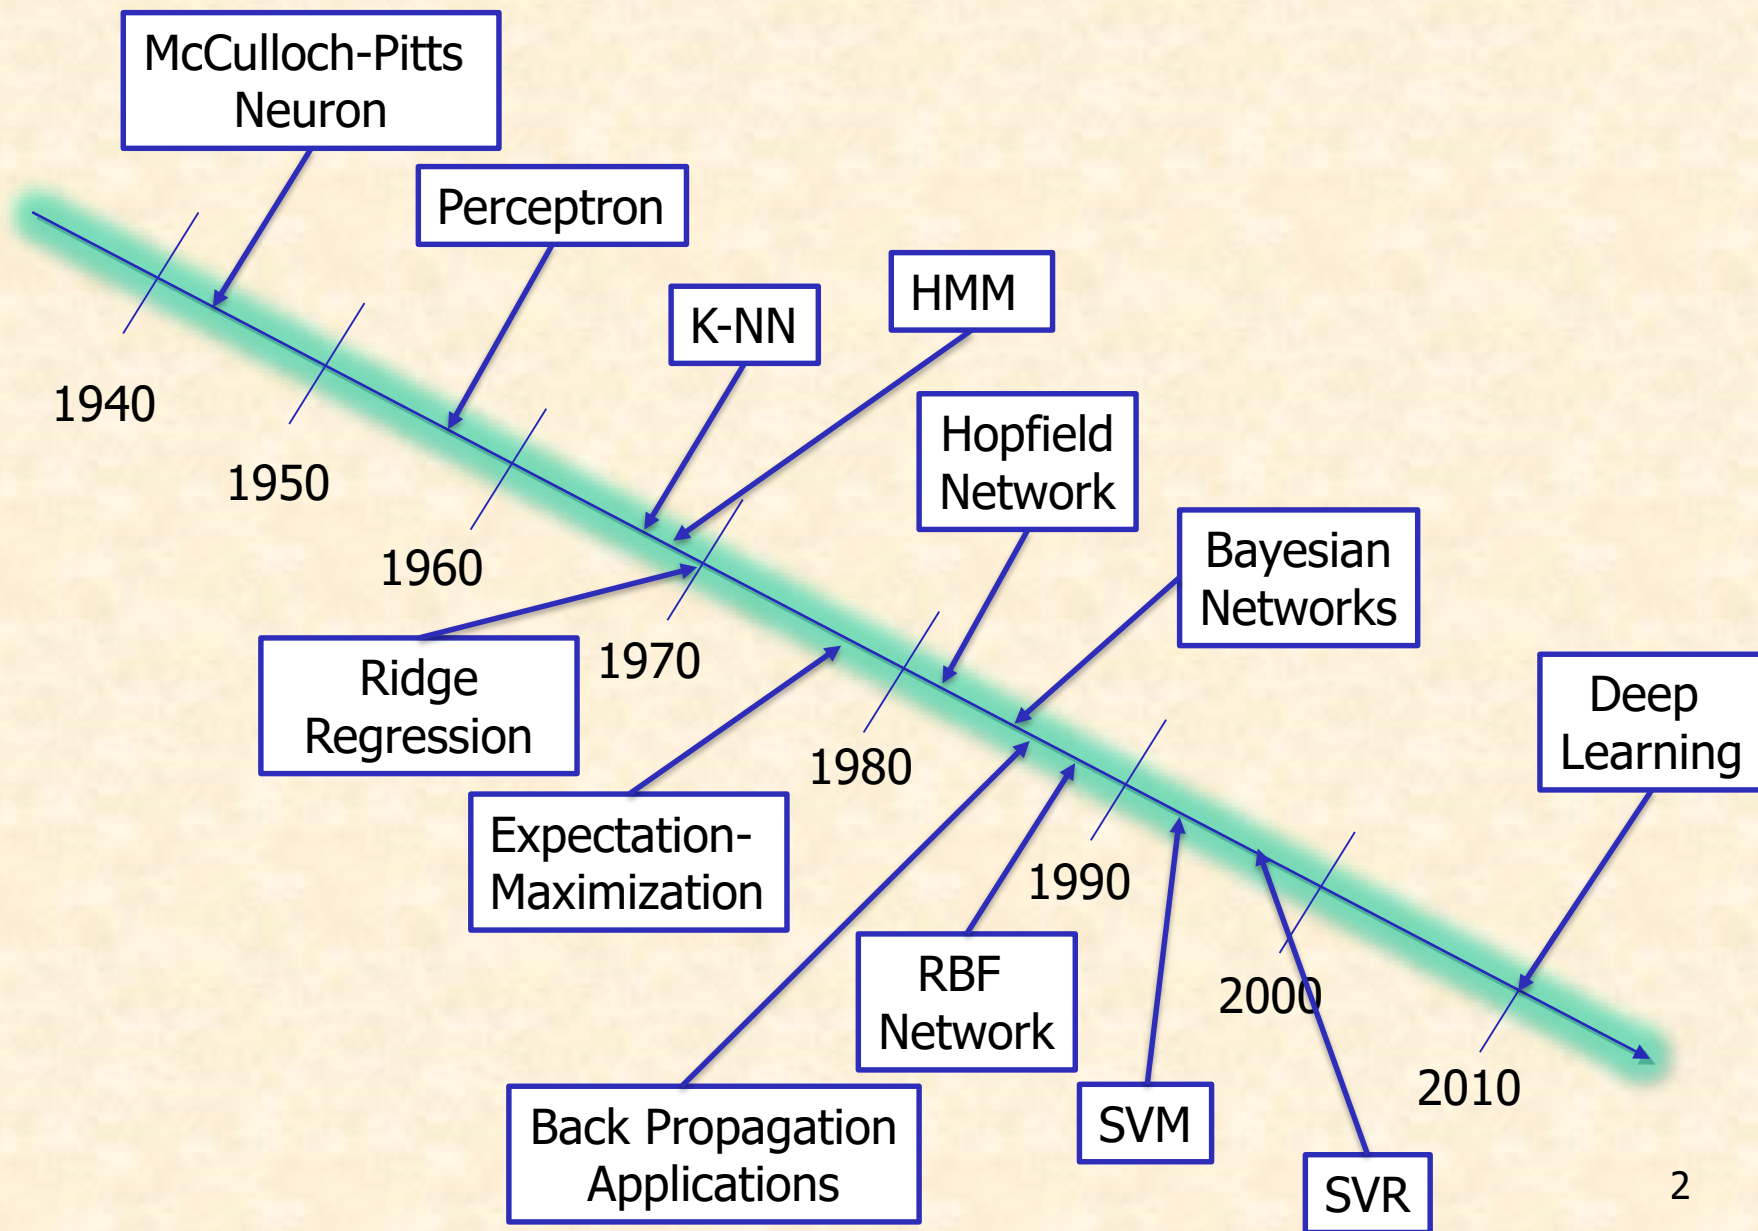 McCulloch-Pitts
Neuron
Perceptron
K-NN
HMM
1940
1950
Hopfield
Network
1960
Bayesian
Networks
Ridge
Regression
1970
Deep
Learning
1980
Expectation-
Maximization
1990
RBF
Network
2000
2010
Back Propagation
Applications
SVM
SVR
2